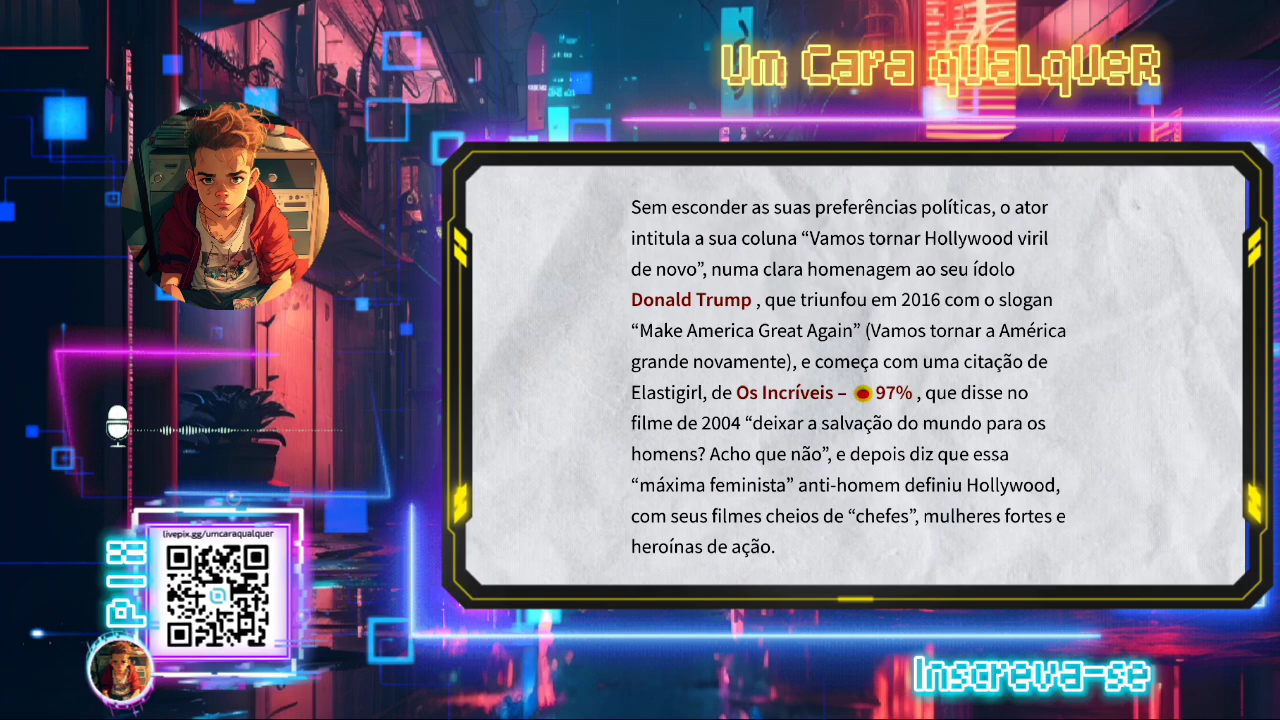 Um Cara qUaLqUeR
Sem esconder as suas preferências políticas, o ator
intitula a sua coluna “Vamos tornar Hollywood viril
de novo”, numa clara homenagem ao seu ídolo
Donald Trump , que triunfou em 2016 com o slogan
“Make America Great Again” (Vamos tornar a América
grande novamente), e começa com uma citação de
Elastigirl, de Os Incríveis – 97% , que disse no
filme de 2004 “deixar a salvação do mundo para os
homens? Acho que não”, e depois diz que essa
“máxima feminista” anti-homem definiu Hollywood,
com seus filmes cheios de “chefes”, mulheres fortes e
heroínas de ação.
livepix.gg/umcaraqualquer
PIX
Inscreva-se